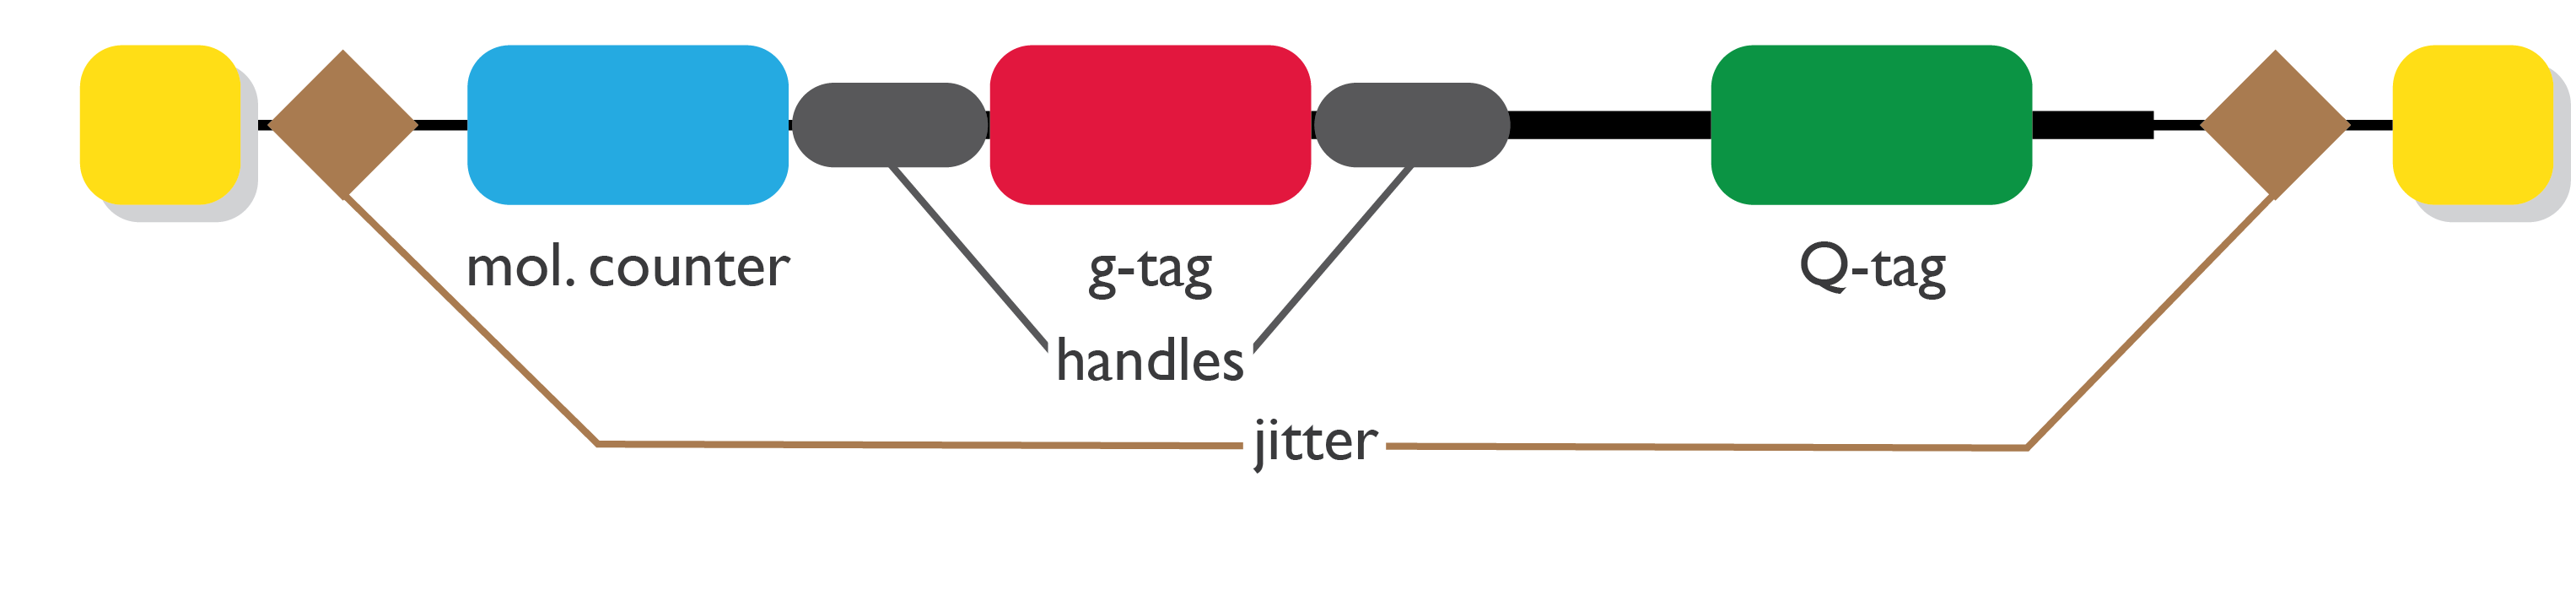 mol. counter
g-tag
Q-tag
handles
jitter